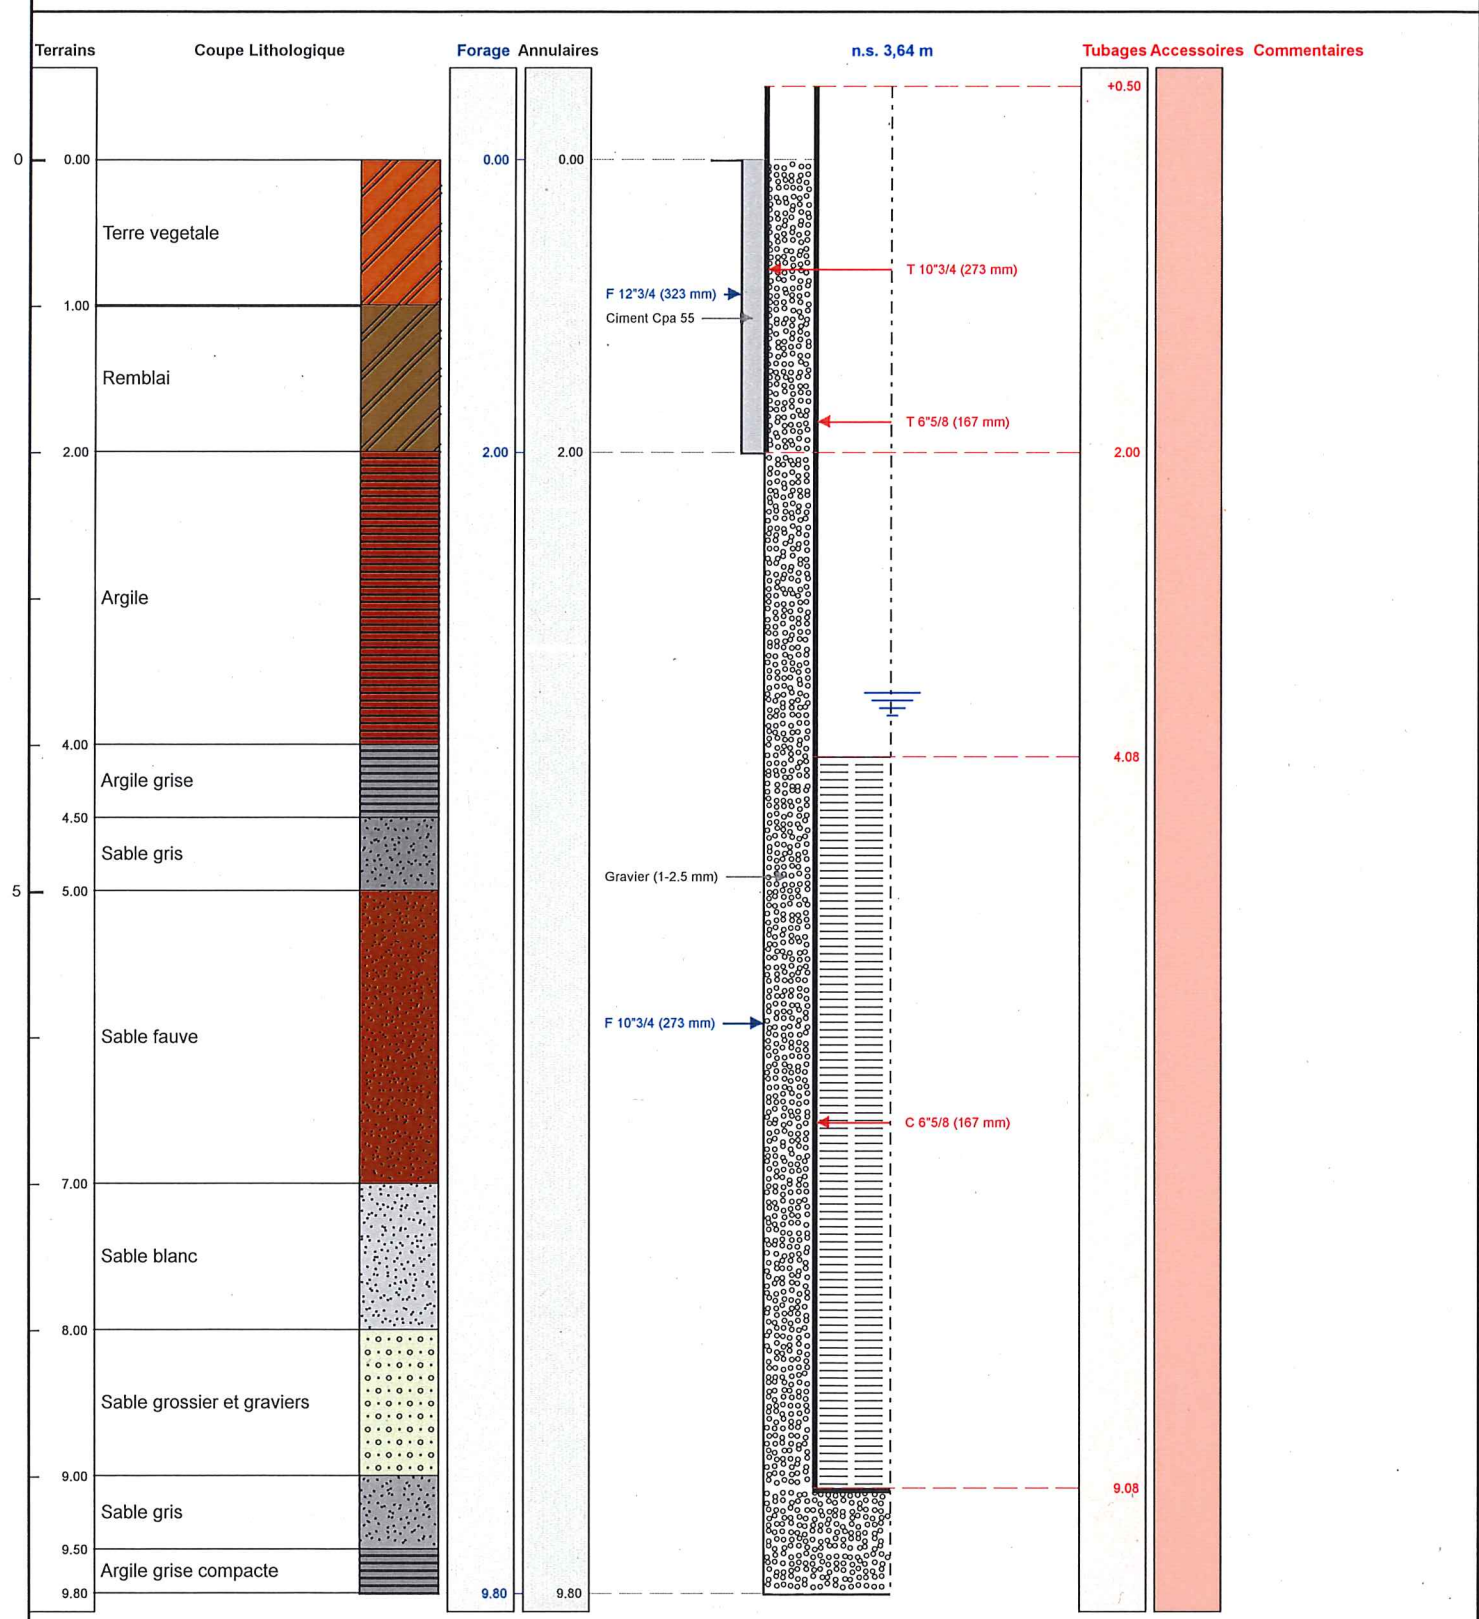 Terrains Coupe Lithologique Forage Annulaires n.s. 3,64 m Tubages Accessoires Commentaires
+0.50
0 0.00 0.00 0.00
Terre vegetale
T 10"3/4 (273 mm)
F 12"3/4 (323 mm)
1.00
Ciment Cpa 55
Remblai
T 6"5/8 (167 mm)
2.00 2.00 2.00 2.00
Argile
4.00
4.08
Argile grise
4.50
Sable gris
Gravier (1-2.5 mm)
5 5.00
F 10"3/4 (273 mm)
Sable fauve
C 6"5/8 (167 mm)
7.00
Sable blanc
8.00
Sable grossier et graviers
9.00
9.08
Sable gris
9.50
Argile grise compacte
9.80 9.80 9.80